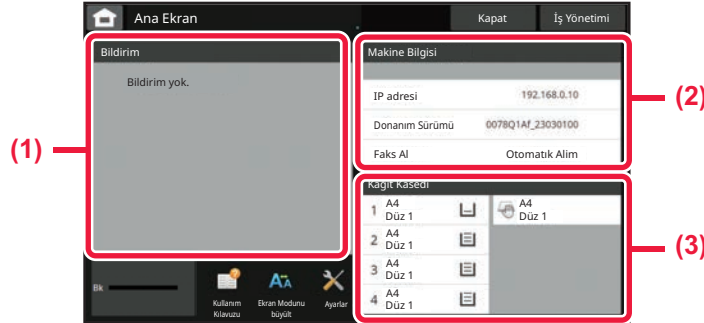 Ana Ekran
Kapat
İş Yönetimi
Bildirim
Bildirim yok.
(1)
Makine Bilgisi
IP adresi 192.168.0.10
Donanım Sürümü 0078Q1Af_23030100
Faks Al Otomatık Alim
(2)
Kağıt Kasedi
1 A4
Düz 1
2 A4
Düz 1
3 A4
Düz 1
4 A4
Düz 1
A4
Düz 1
(3)
Bk
Kullanım
Kılavuzu
Ekran Modunu
büyült
Ayarlar